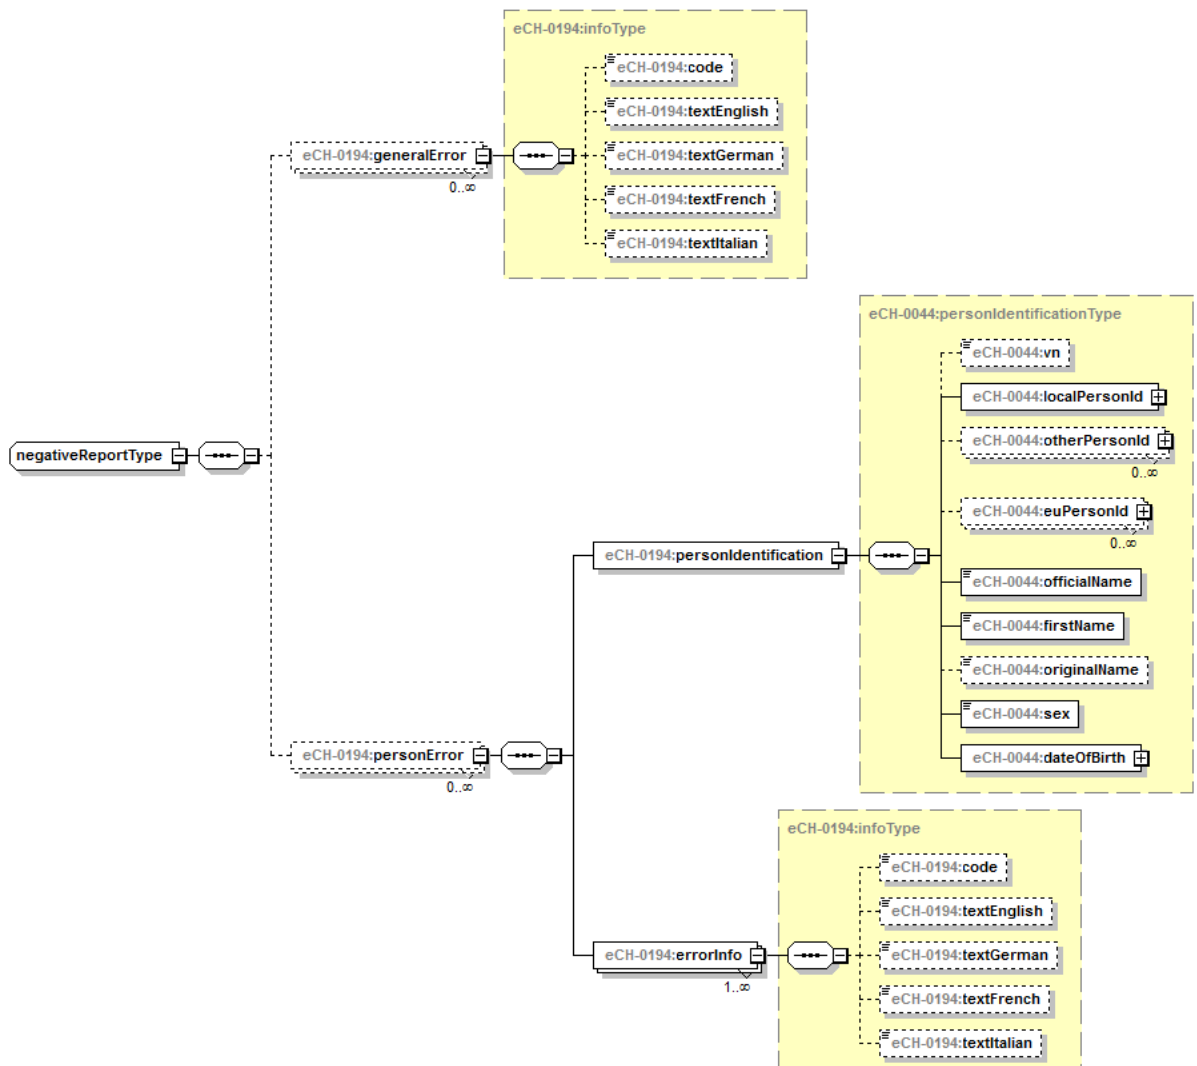 eCH-0194:infoType
eCH-0194:code
eCH-0194:textEnglish
eCH-0194:generalError
eCH-0194:textGerman
0..∞
eCH-0194:textFrench
eCH-0194:textItalian
eCH-0044:personIdentificationType
eCH-0044:vn
eCH-0044:localPersonId
eCH-0044:otherPersonId
0..∞
negativeReportType
eCH-0044:euPersonId
0..∞
eCH-0194:personIdentification
eCH-0044:officialName
eCH-0044:firstName
eCH-0044:originalName
eCH-0044:sex
eCH-0194:personError
0..∞
eCH-0044:dateOfBirth
eCH-0194:infoType
eCH-0194:code
eCH-0194:textEnglish
eCH-0194:errorInfo
1..∞
eCH-0194:textGerman
eCH-0194:textFrench
eCH-0194:textItalian